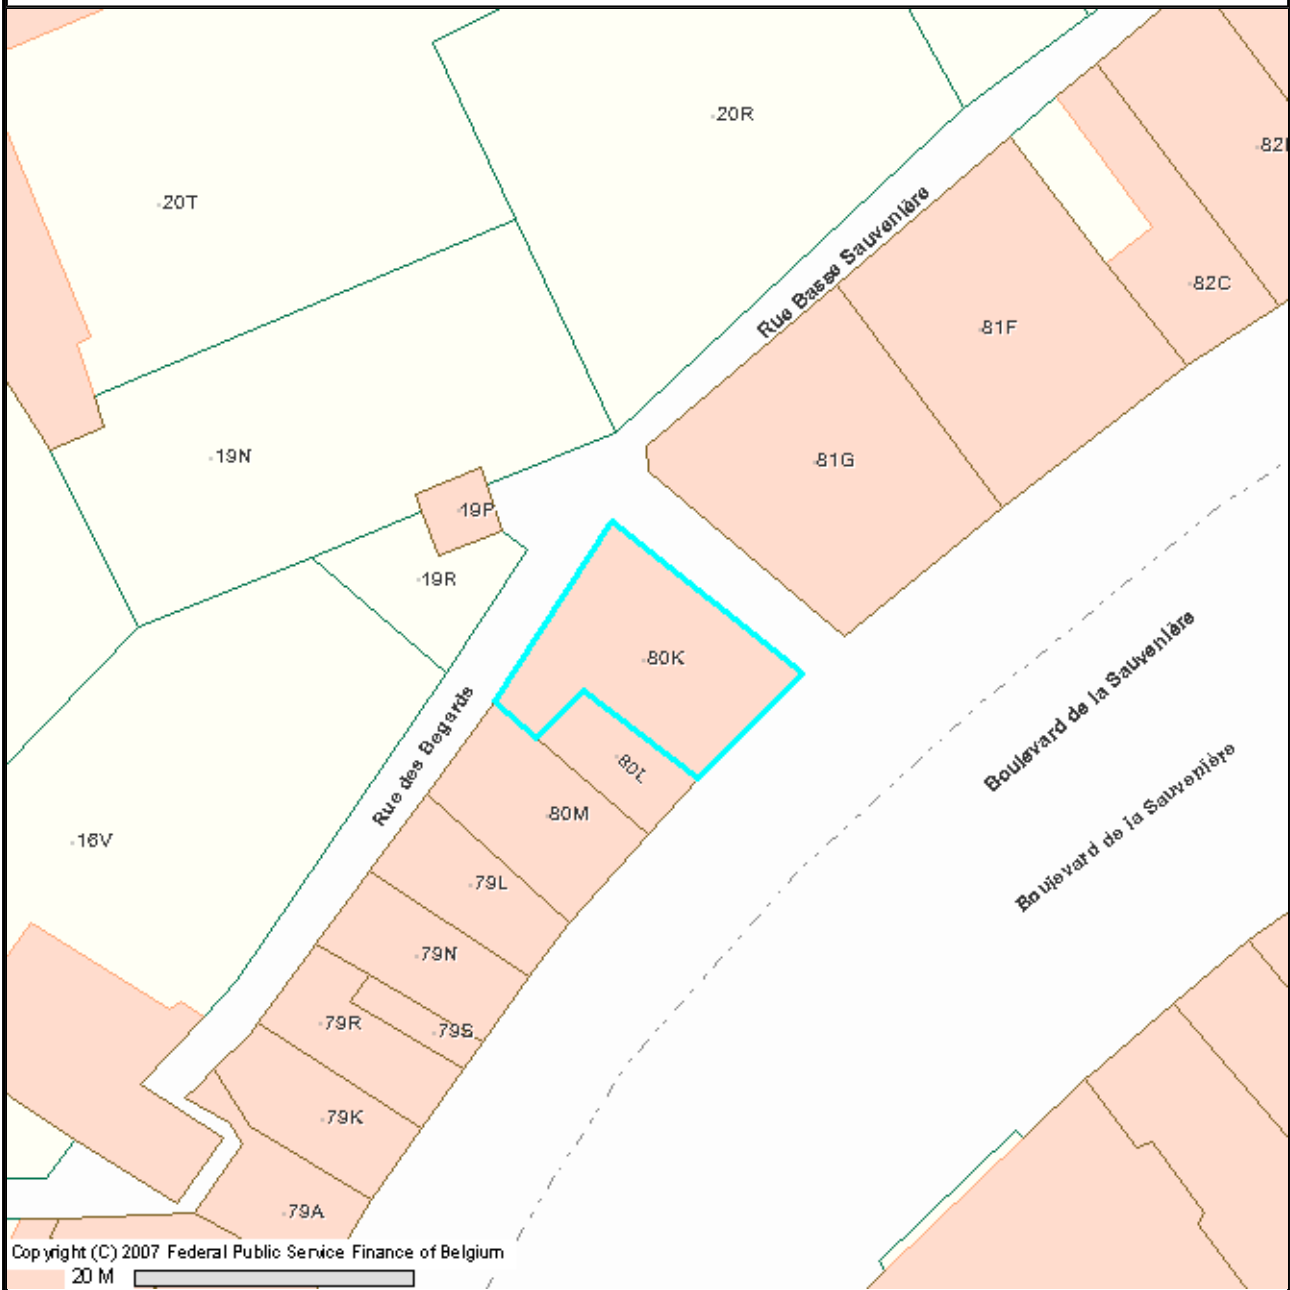 20R
82
20T
Rue Basse Sauvenière
82C
81F
19N
81G
19P
19R
80K
Boulevard de la Sauvenière
Rue des Begards
80L
Boulevard de la Sauvenière
80M
16V
79L
79N
79R
79S
79K
79A
Copyright (C) 2007 Federal Public Service Finance of Belgium
20 M